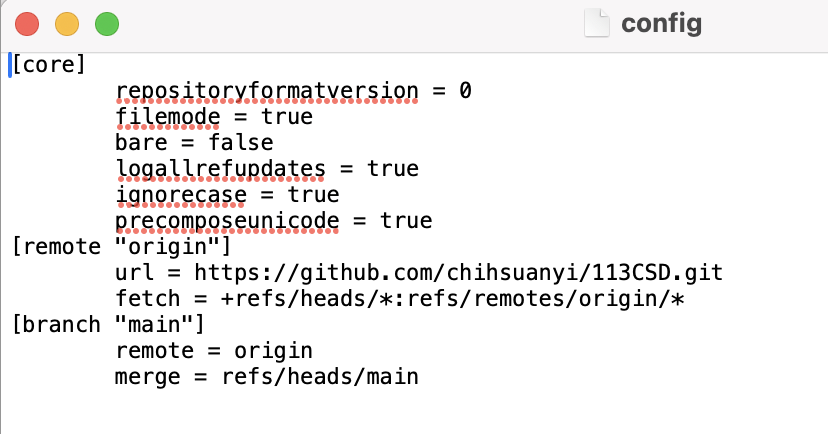 config
[core]
repositoryformatversion = 0
filemode = true
bare = false
logallrefupdates = true
ignorecase = true
precomposeunicode = true
[remote "origin"]
url = https://github.com/chihsuanyi/113CSD.git
fetch = +refs/heads/*:refs/remotes/origin/*
[branch "main"]
remote = origin
merge = refs/heads/main